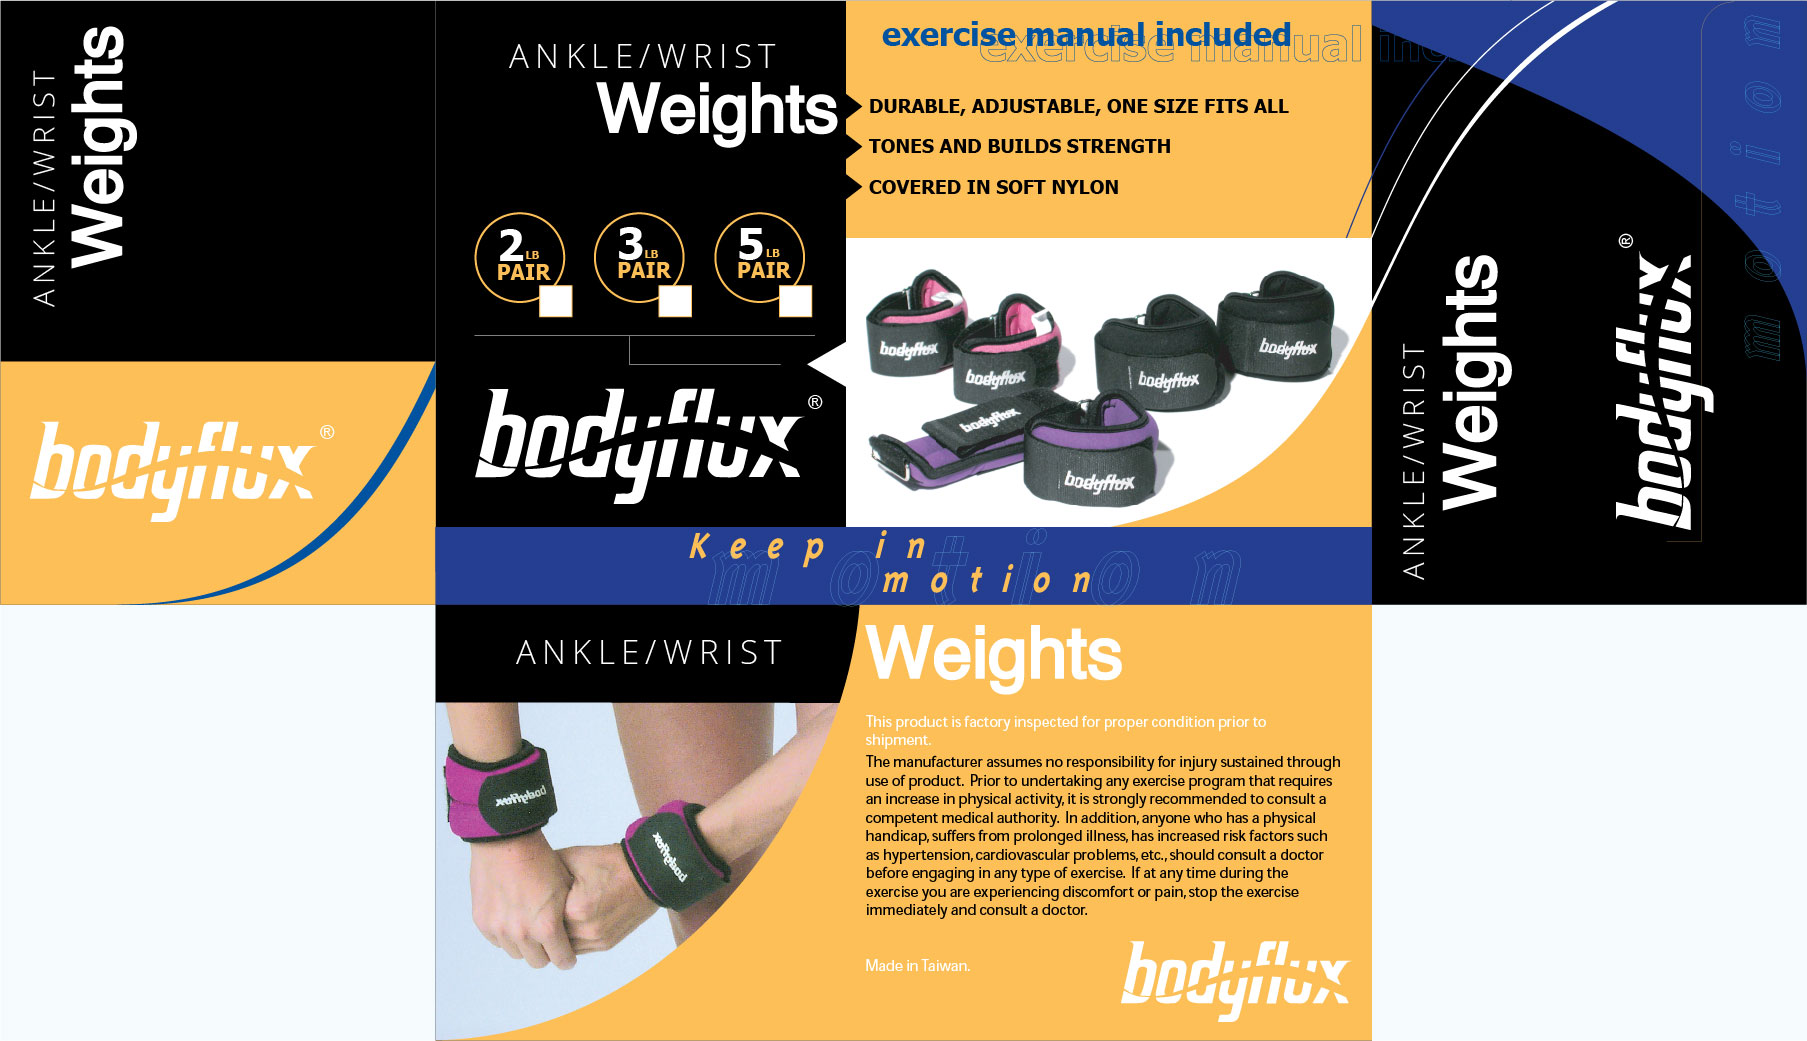 ANKLE/WRIST
Weights
bodyflux®
ANKLE/WRIST
Weights
2 LB
PAIR
3 LB
PAIR
5 LB
PAIR
bodyflux®
exercise manual included
exercise manual inc
DURABLE, ADJUSTABLE, ONE SIZE FITS ALL
TONES AND BUILDS STRENGTH
COVERED IN SOFT NYLON
bodyflux
bodyflux
bodyflux
bodyflux
bodyflux
bodyflux
Keep in
motion
motion
ANKLE/WRIST
Weights
bodyflux®
motion
ANKLE/WRIST
Weights
bodyflux
bodyflux
This product is factory inspected for proper condition prior to
shipment.
The manufacturer assumes no responsibility for injury sustained through
use of product. Prior to undertaking any exercise program that requires
an increase in physical activity, it is strongly recommended to consult a
competent medical authority. In addition, anyone who has a physical
handicap, suffers from prolonged illness, has increased risk factors such
as hypertension, cardiovascular problems, etc., should consult a doctor
before engaging in any type of exercise. If at any time during the
exercise you are experiencing discomfort or pain, stop the exercise
immediately and consult a doctor.
Made in Taiwan.
bodyflux